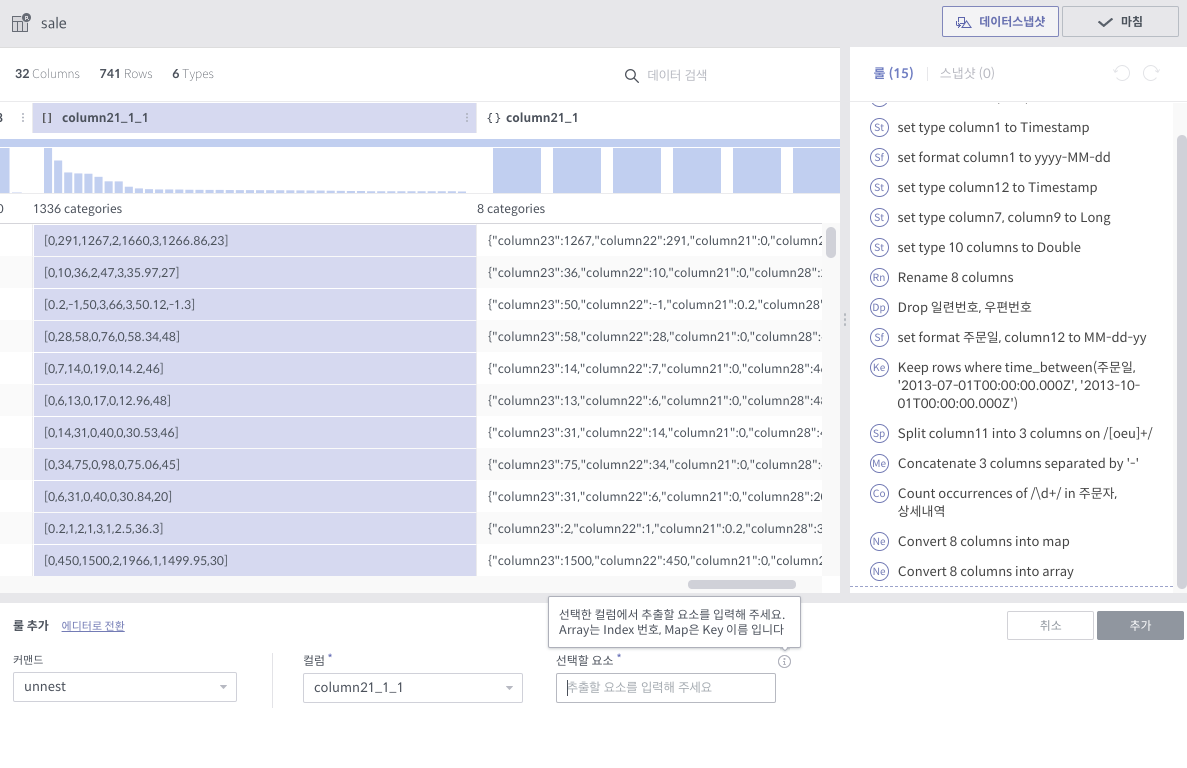 sale
데이터스냅샷
마침
32 Columns 741 Rows 6 Types
데이터 검색
룰 (15)
스냅샷 (0)
[] column21_1_1
{} column21_1
1336 categories
8 categories
[0,291,1267,2,1660,3,1266.86,23]
{"column23":1267,"column22":291,"column21":0,"column2
[0,10,36,2,47,3,35.97,27]
{"column23":36,"column22":10,"column21":0,"column28":
[0.2,-1,50,3,66,3,50.12,-1.3]
{"column23":50,"column22":-1,"column21":0.2,"column28"
[0,28,58,0,76,0,58.34,48]
{"column23":58,"column22":28,"column21":0,"column28":
[0,7,14,0,19,0,14.2,46]
{"column23":14,"column22":7,"column21":0,"column28":4
[0,6,13,0,17,0,12.96,48]
{"column23":13,"column22":6,"column21":0,"column28":48
[0,14,31,0,40,0,30.53,46]
{"column23":31,"column22":14,"column21":0,"column28":
[0,34,75,0,98,0,75.06,45]
{"column23":75,"column22":34,"column21":0,"column28":
[0,6,31,0,40,0,30.84,20]
{"column23":31,"column22":6,"column21":0,"column28":20
[0.2,1,2,1,3,1,2.5,36.3]
{"column23":2,"column22":1,"column21":0.2,"column28":3
[0,450,1500,2,1966,1,1499.95,30]
{"column23":1500,"column22":450,"column21":0,"column2
St set type column1 to Timestamp
Sf set format column1 to yyyy-MM-dd
St set type column12 to Timestamp
St set type column7, column9 to Long
St set type 10 columns to Double
Rn Rename 8 columns
Dp Drop 일련번호, 우편번호
Sf set format 주문일, column12 to MM-dd-yy
Ke Keep rows where time_between(주문일,
'2013-07-01T00:00:00.000Z', '2013-10-
01T00:00:00.000Z')
Sp Split column11 into 3 columns on /[oeu]+/
Me Concatenate 3 columns separated by '-'
Co Count occurrences of /\d+/ in 주문자,
상세내역
Ne Convert 8 columns into map
Ne Convert 8 columns into array
선택한 컬럼에서 추출할 요소를 입력해 주세요.
Array는 Index 번호, Map은 Key 이름 입니다
룰 추가
에디터로 전환
취소
추가
커맨드
컬럼 *
선택할 요소 *
unnest
column21_1_1
추출할 요소를 입력해 주세요